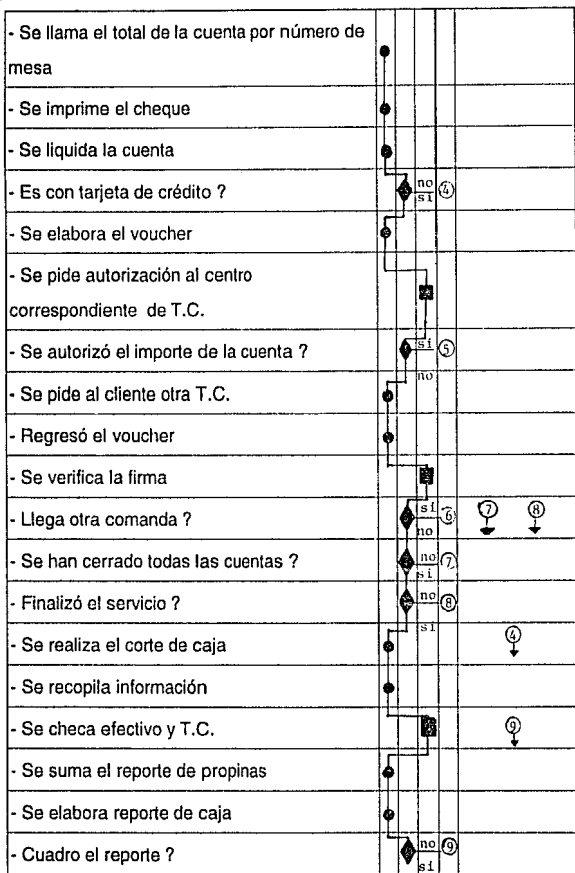 - Se llama el total de la cuenta por número de
mesa
- Se imprime el cheque
- Se liquida la cuenta
- Es con tarjeta de crédito ? no 4
si
- Se elabora el voucher
- Se pide autorización al centro
correspondiente de T.C.
- Se autorizó el importe de la cuenta ? si 5
no
- Se pide al cliente otra T.C.
- Regresó el voucher
- Se verifica la firma
- Llega otra comanda ? si 6 7 8
no
- Se han cerrado todas las cuentas ? no 7
si
- Finalizó el servicio ? no 8
si
- Se realiza el corte de caja 4
- Se recopila información
- Se checa efectivo y T.C. 9
- Se suma el reporte de propinas
- Se elabora reporte de caja
- Cuadro el reporte ? no 9
si